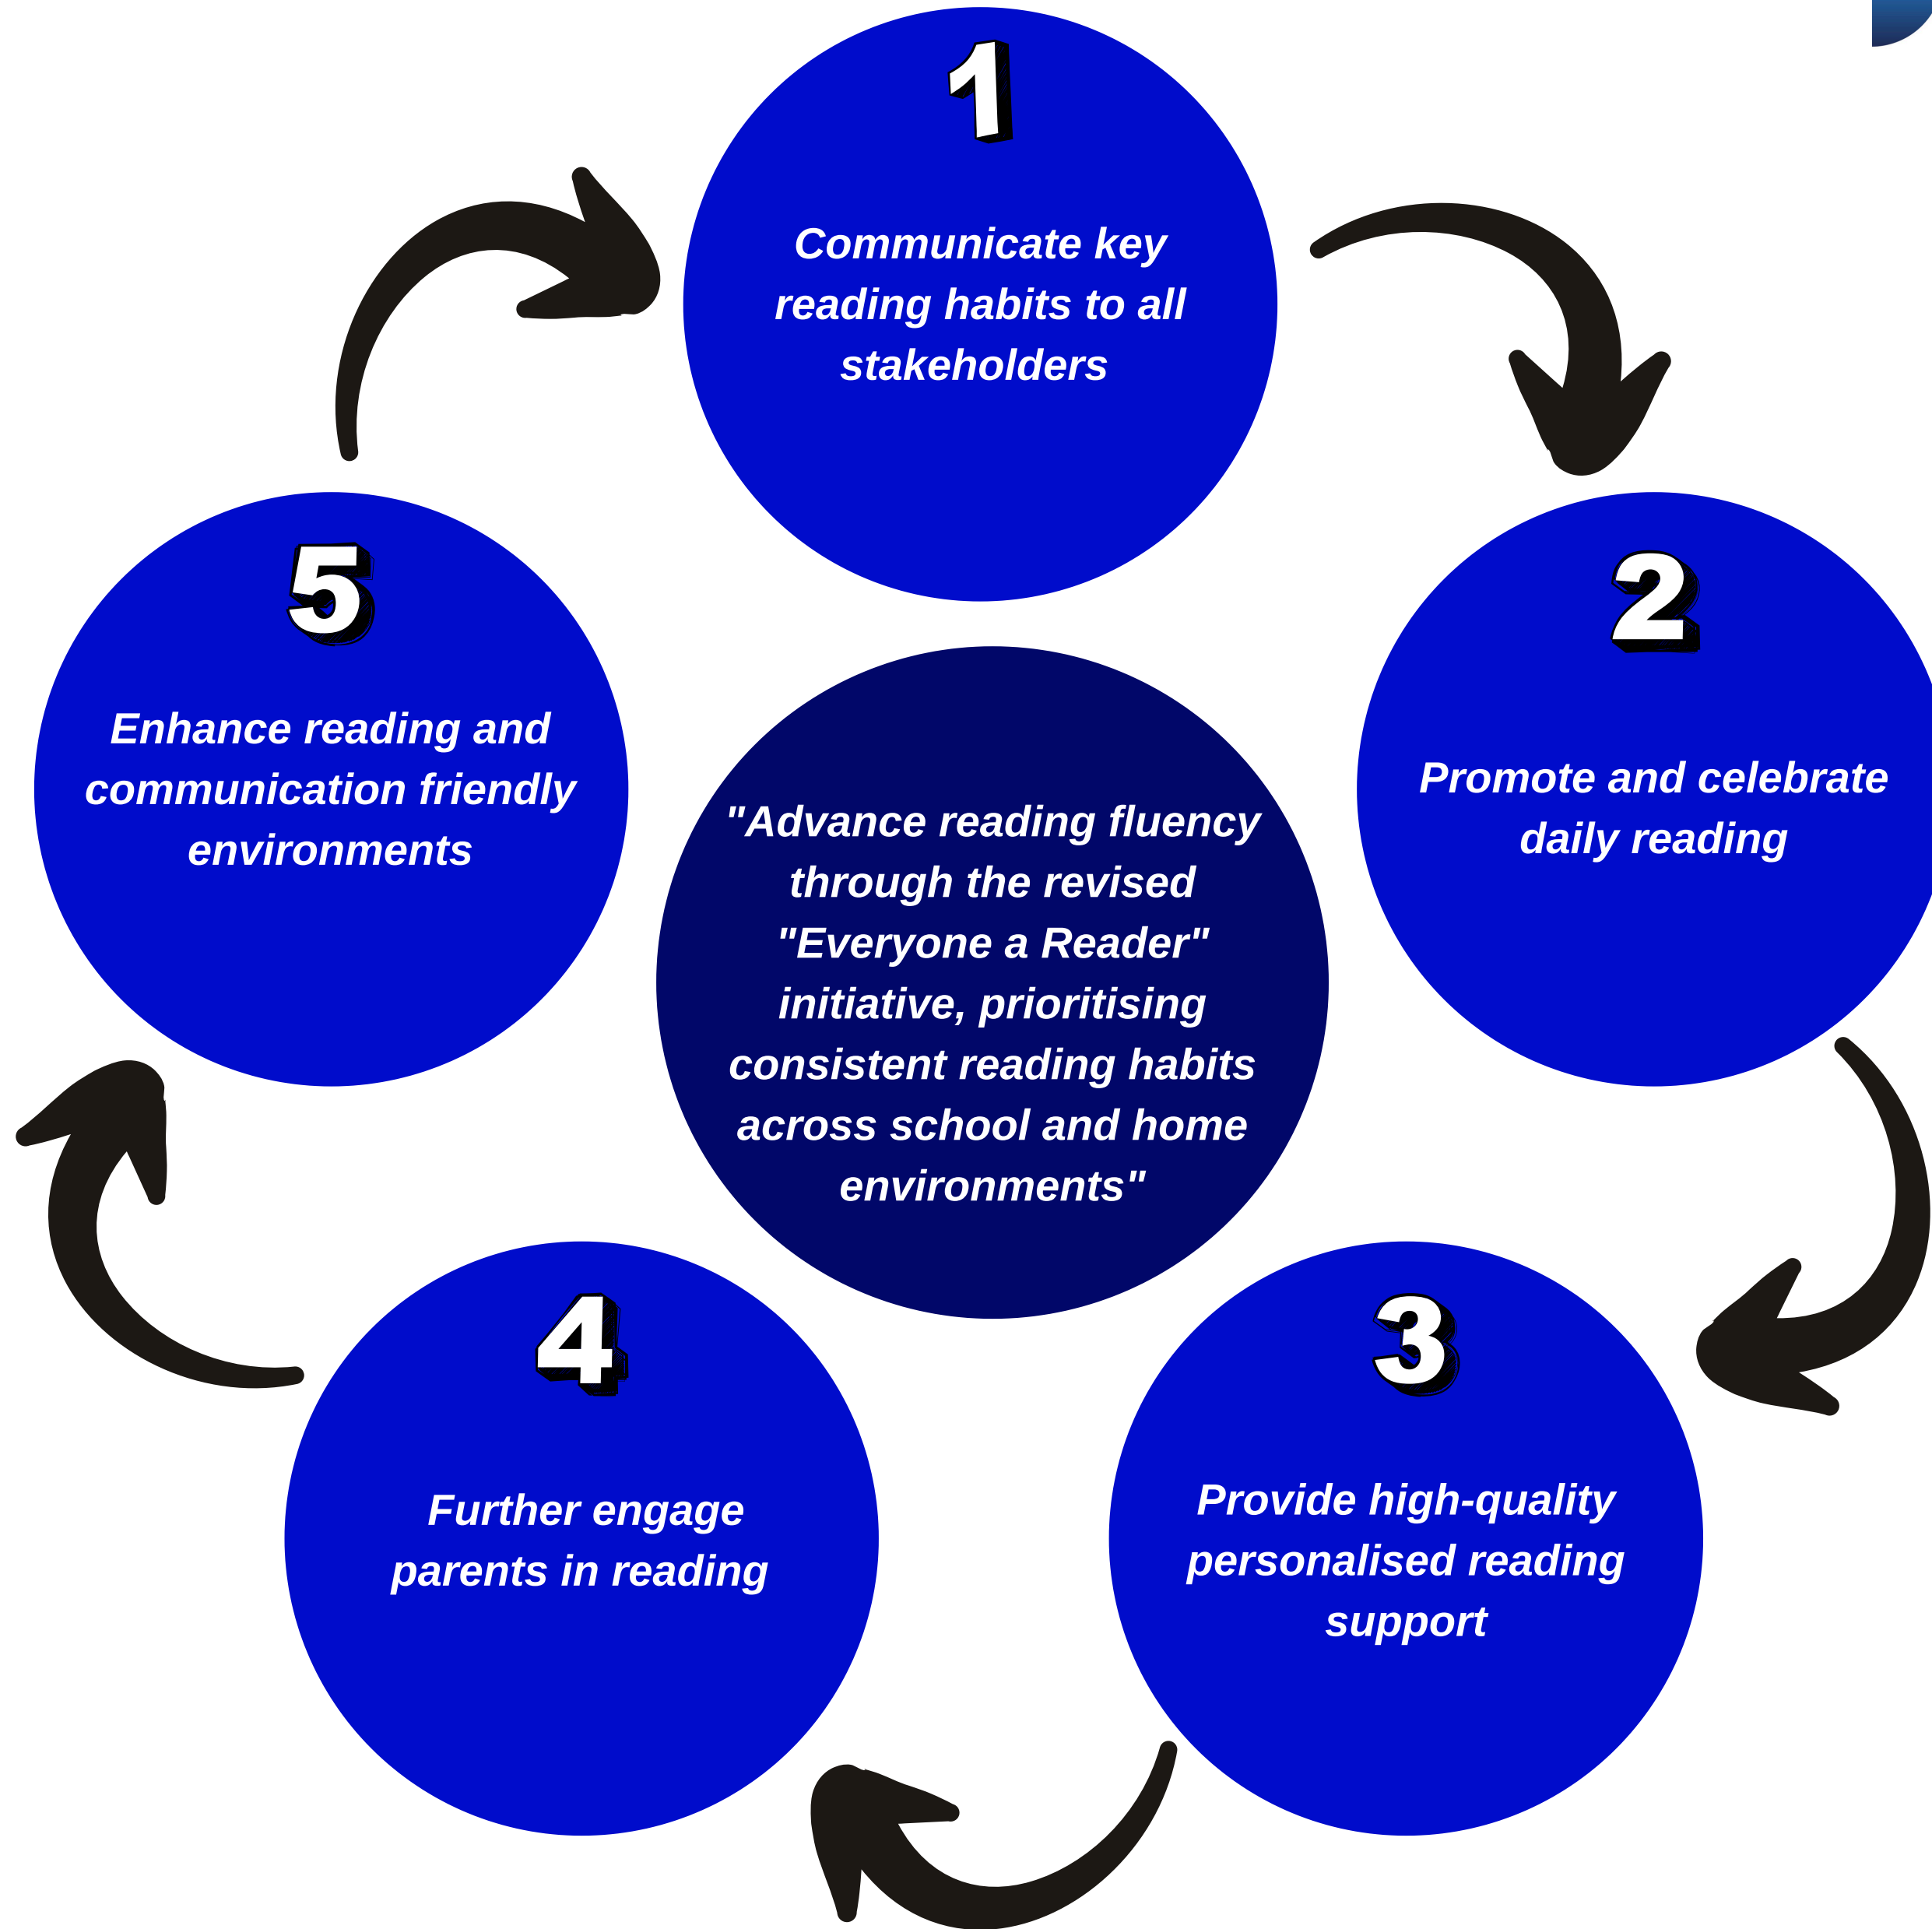 1
Communicate key
reading habits to all
stakeholders
2
Promote and celebrate
daily reading
3
Provide high-quality
personalised reading
support
4
Further engage
parents in reading
5
Enhance reading and
communication friendly
environments
"Advance reading fluency
through the revised
"Everyone a Reader"
initiative, prioritising
consistent reading habits
across school and home
environments"